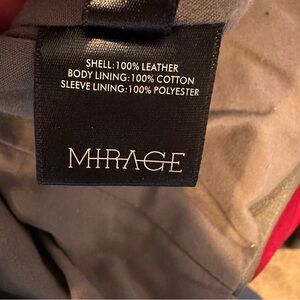 SHELL:100% LEATHER
BODY LINING:100% COTTON
SLEEVE LINING:100% POLYESTER
MIRAGE